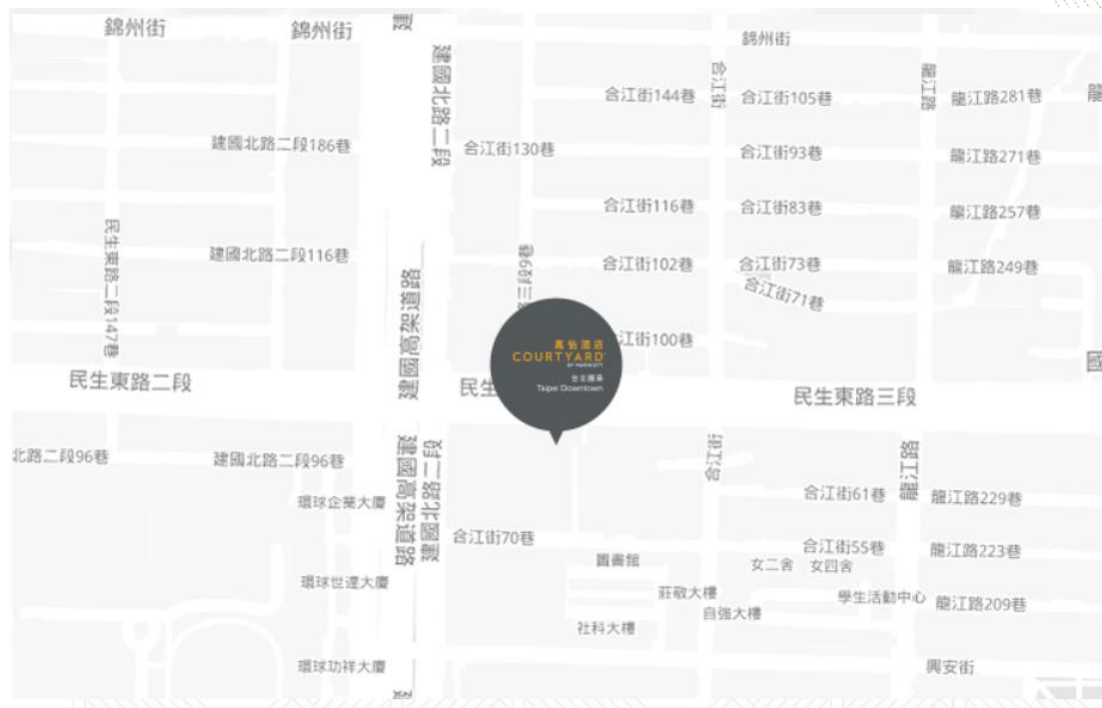 錦州街
錦州街
建
錦州街
建國北路二段
合江街
龍江路
合江街144巷
合江街105巷
龍江路281巷
龍
建國北路二段186巷
合江街130巷
合江街93巷
龍江路271巷
合江街116巷
合江街83巷
龍江路257巷
民生東路二段147巷
建國北路二段116巷
合江街102巷
合江街73巷
龍江路249巷
路三段9巷
合江街71巷
建國高架道路
江街100巷
萬怡酒店
COURTYARD
BY MARRIOTT
Taipei Downtown
國
民生東路二段
民生
民生東路三段
北路二段96巷
建國北路二段96巷
建國高架道路
建國北路二段
合江街
龍江路
環球企業大廈
合江街61巷
龍江路229巷
合江街70巷
合江街55巷
龍江路223巷
圖書館
女二舍
女四舍
環球世達大廈
莊敬大樓
學生活動中心
龍江路209巷
自強大樓
社科大樓
環球功祥大廈
興安街